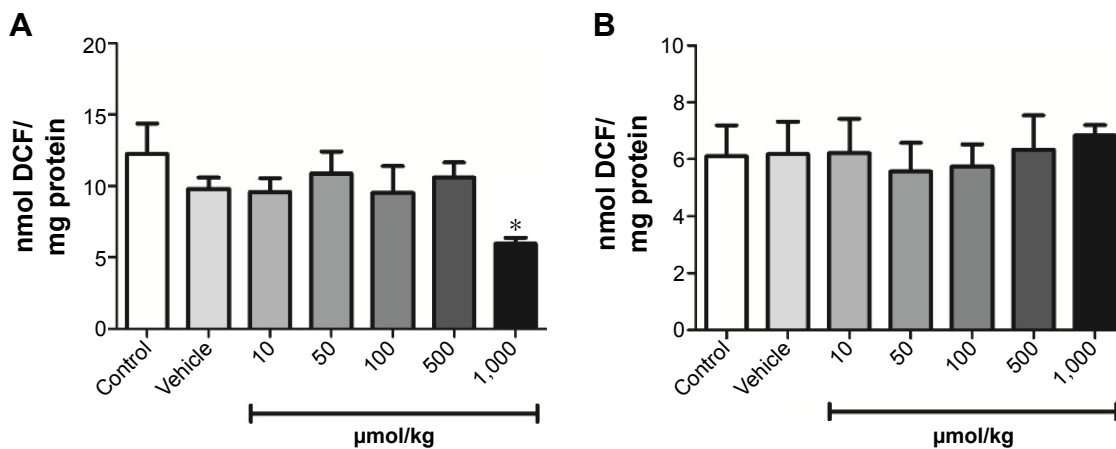 A
nmol DCF/
mg protein
20
15
10
5
0
*
Control
Vehicle
10
50
100
500
1,000
µmol/kg
B
nmol DCF/
mg protein
10
8
6
4
2
0
Control
Vehicle
10
50
100
500
1,000
µmol/kg